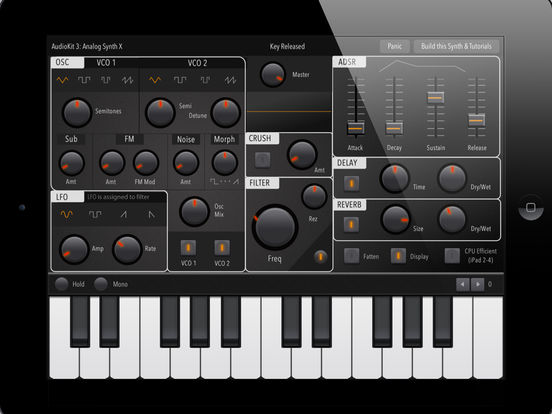 AudioKit 3: Analog Synth X
Key Released
Panic
Build this Synth & Tutorials
OSC
VCO 1
VCO 2
Master
ADSR
Semitones
Semi
Detune
Attack
Decay
Sustain
Release
Sub
FM
Noise
Morph
CRUSH
Amt
Amt
FM Mod
Amt
Amt
DELAY
Time
Dry/Wet
LFO
LFO is assigned to filter
FILTER
Osc
Mix
Rez
REVERB
Size
Dry/Wet
Amp
Rate
Freq
VCO 1
VCO 2
Fatten
Display
CPU Efficient
(iPad 2-4)
Hold
Mono
0